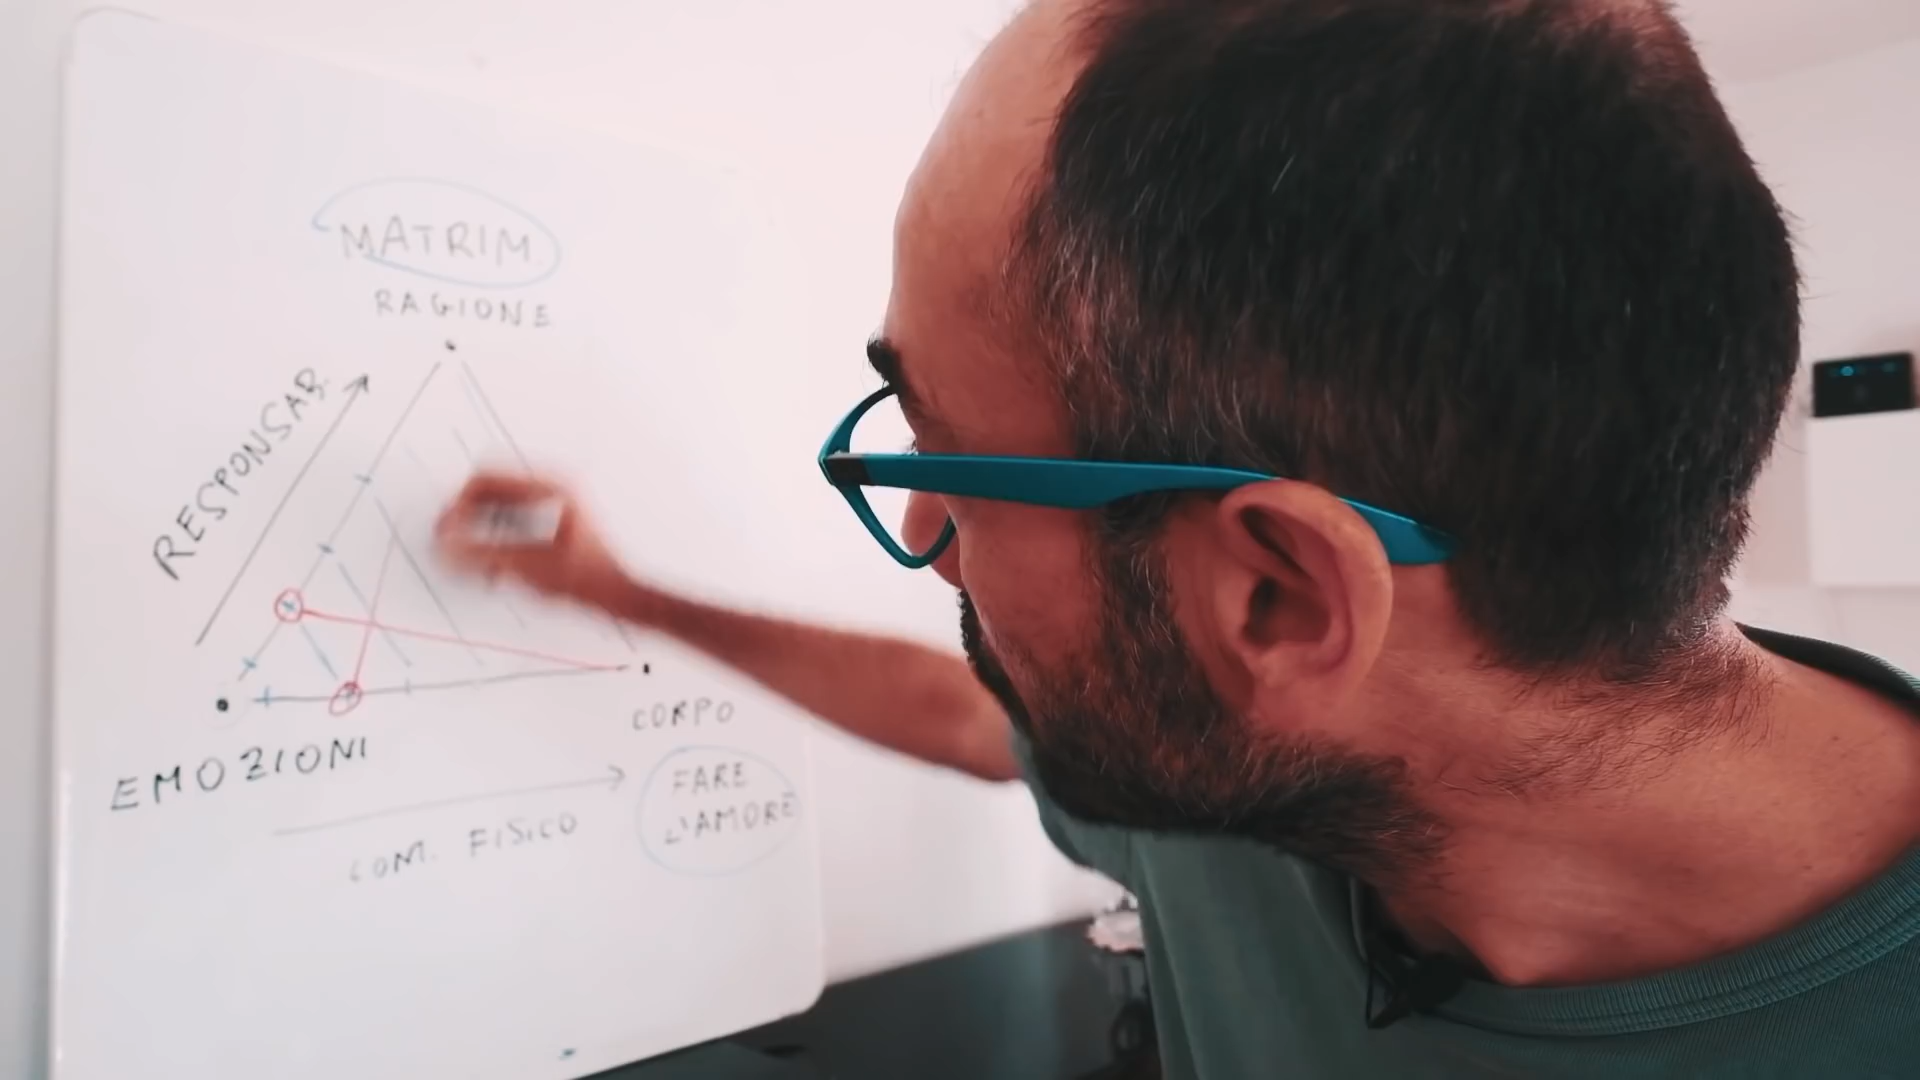 MATRIM.
RAGIONE
RESPONSAB.
EMOZIONI
CORPO
COM. FISICO
FARE
L'AMORE